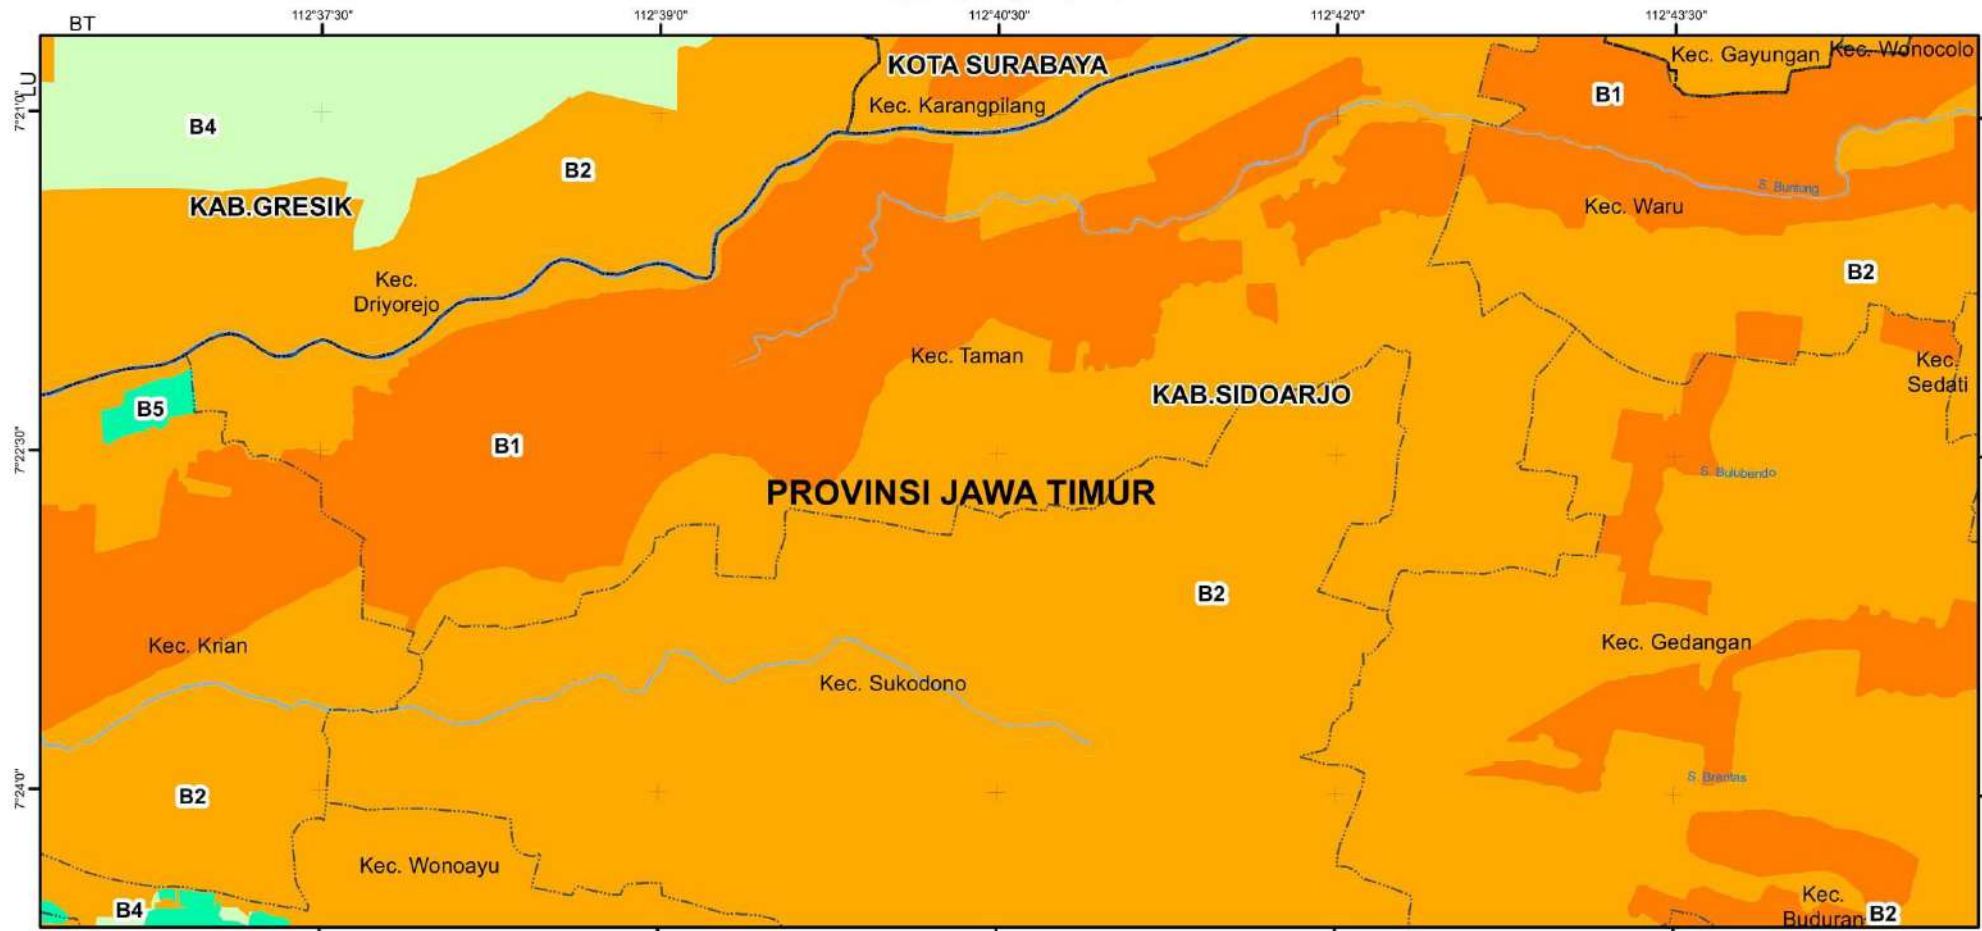 BT
112°37'30"
112°39'0"
112°40'30"
112°42'0"
112°43'30"
LU
7°21'0"
7°22'30"
7°24'0"
KOTA SURABAYA
Kec. Gayungan
Kec. Wonocolo
Kec. Karangpilang
B1
B4
B2
S. Buntung
KAB.GRESIK
Kec. Waru
Kec.
Driyorejo
B2
Kec. Taman
Kec.
Sedati
KAB.SIDOARJO
B5
B1
S. Bulubendo
PROVINSI JAWA TIMUR
B2
Kec. Krian
Kec. Gedangan
Kec. Sukodono
S. Brantas
B2
Kec. Wonoayu
B4
Kec.
Buduran
B2